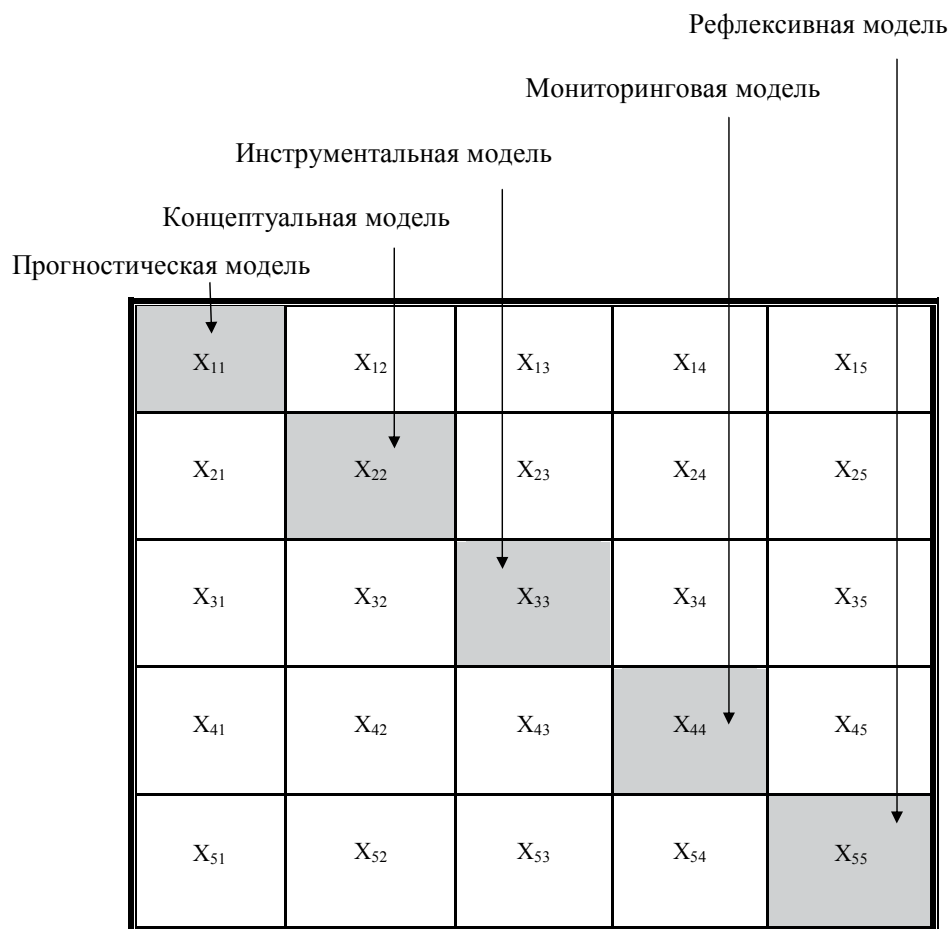 Рефлексивная модель
Мониторинговая модель
Инструментальная модель
Концептуальная модель
Прогностическая модель
X₁₁ X₁₂ X₁₃ X₁₄ X₁₅
X₂₁ X₂₂ X₂₃ X₂₄ X₂₅
X₃₁ X₃₂ X₃₃ X₃₄ X₃₅
X₄₁ X₄₂ X₄₃ X₄₄ X₄₅
X₅₁ X₅₂ X₅₃ X₅₄ X₅₅